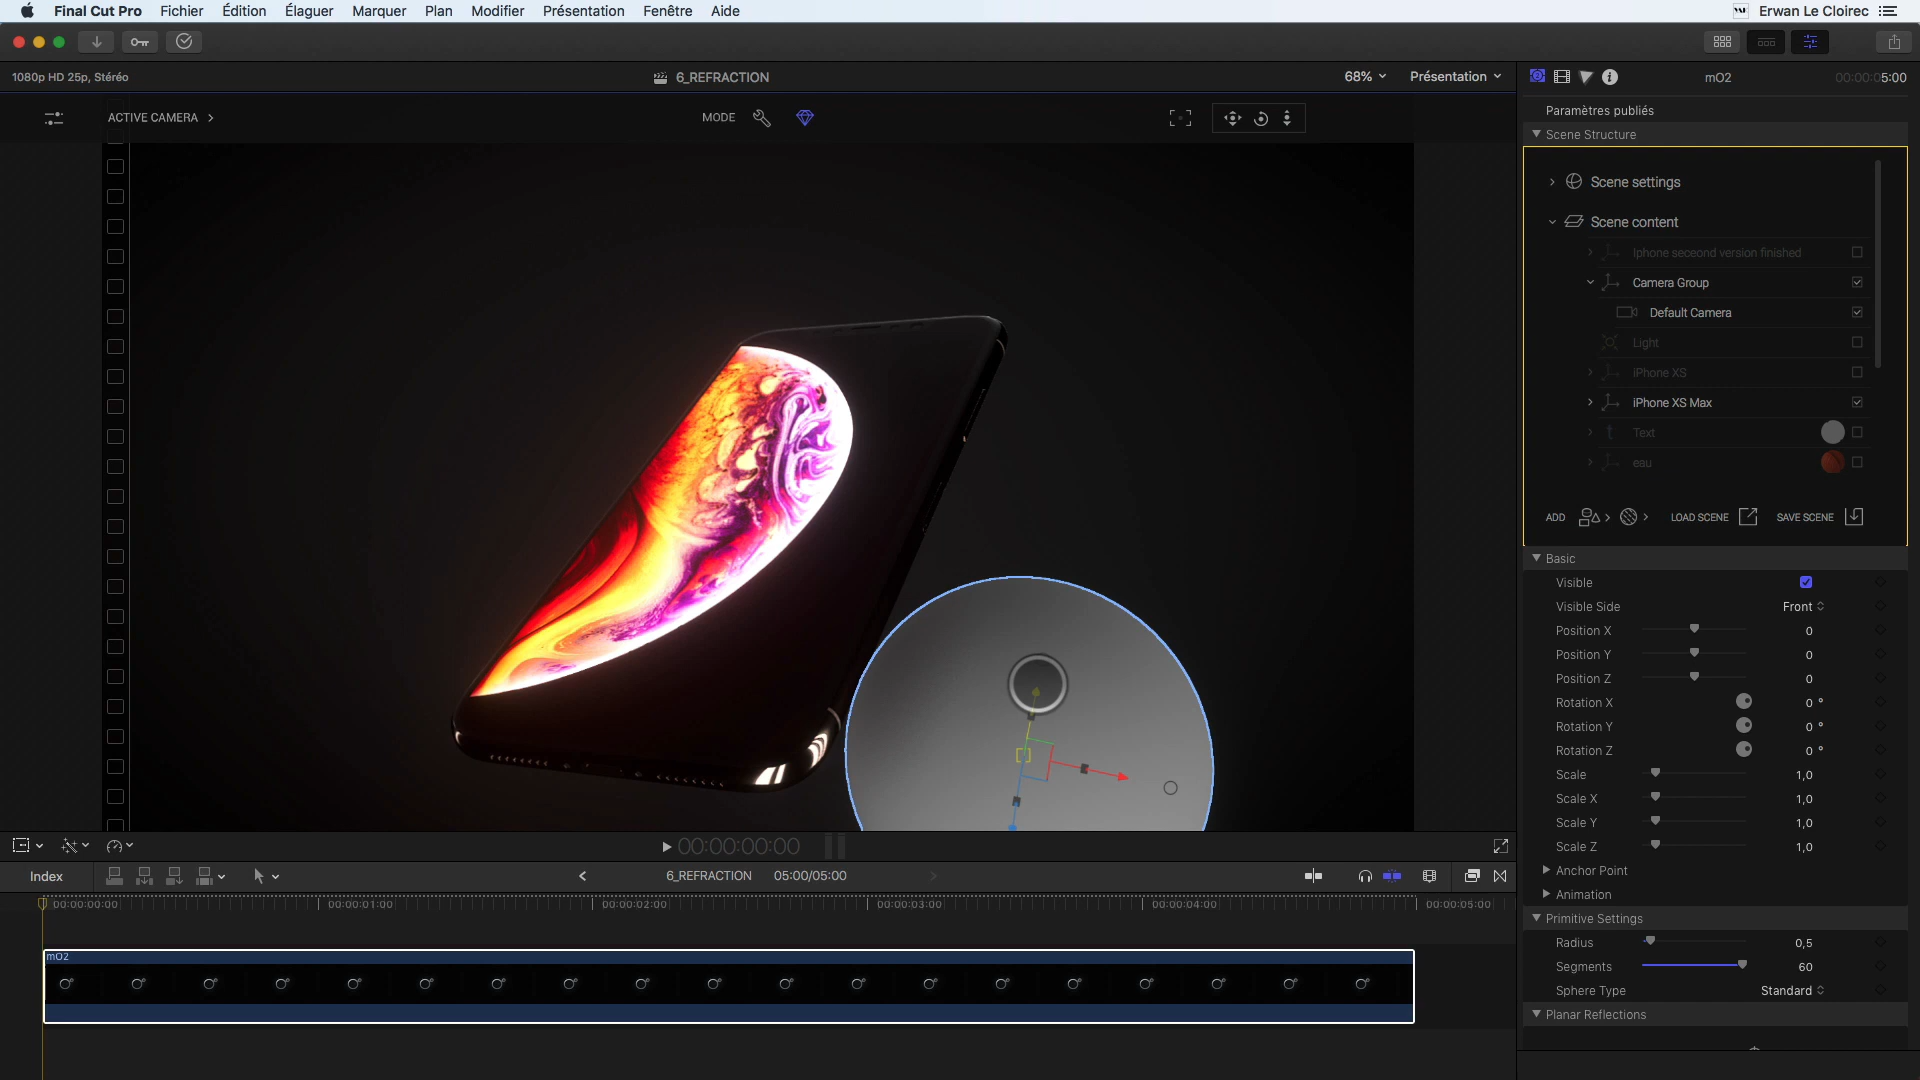 Final Cut Pro Fichier Édition Élaguer Marquer Plan Modifier Présentation Fenêtre Aide Erwan Le Cloirec
1080p HD 25p, Stéréo 6_REFRACTION 68% Présentation mO2 00:00:05:00
ACTIVE CAMERA MODE
Paramètres publiés
Scene Structure
Scene settings
Scene content
Iphone seceond version finished
Camera Group
Default Camera
Light
iPhone XS
iPhone XS Max
Text
eau
ADD LOAD SCENE SAVE SCENE
Basic
Visible
Visible Side Front
Position X 0
Position Y 0
Position Z 0
Rotation X 0 °
Rotation Y 0 °
Rotation Z 0 °
Scale 1,0
Scale X 1,0
Scale Y 1,0
Scale Z 1,0
Anchor Point
Animation
Primitive Settings
Radius 0,5
Segments 60
Sphere Type Standard
Planar Reflections
00:00:00:00
Index 6_REFRACTION 05:00/05:00
00:00:00:00 00:00:01:00 00:00:02:00 00:00:03:00 00:00:04:00 00:00:05:00
mO2